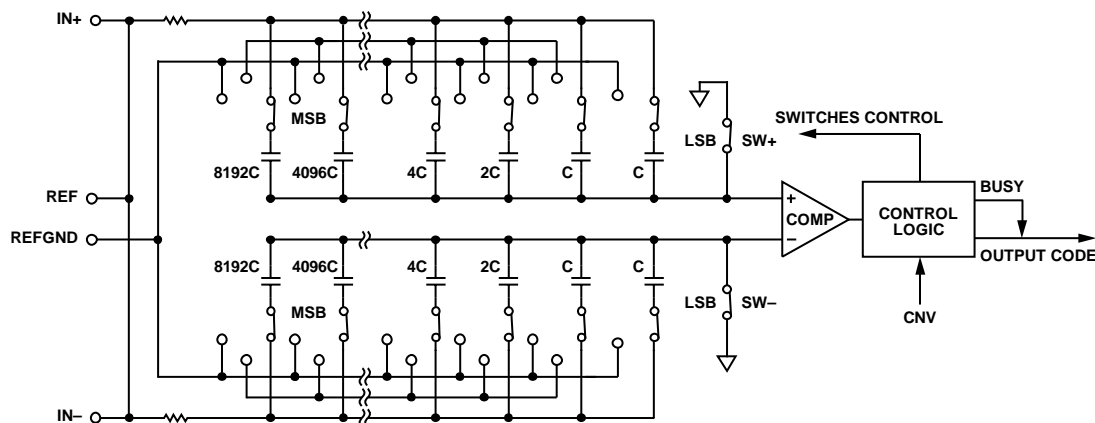 IN+
MSB
SWITCHES CONTROL
LSB
SW+
8192C
4096C
4C
2C
C
C
REF
BUSY
+
COMP
−
CONTROL
LOGIC
REFGND
OUTPUT CODE
8192C
4096C
4C
2C
C
C
MSB
LSB
SW–
CNV
IN–